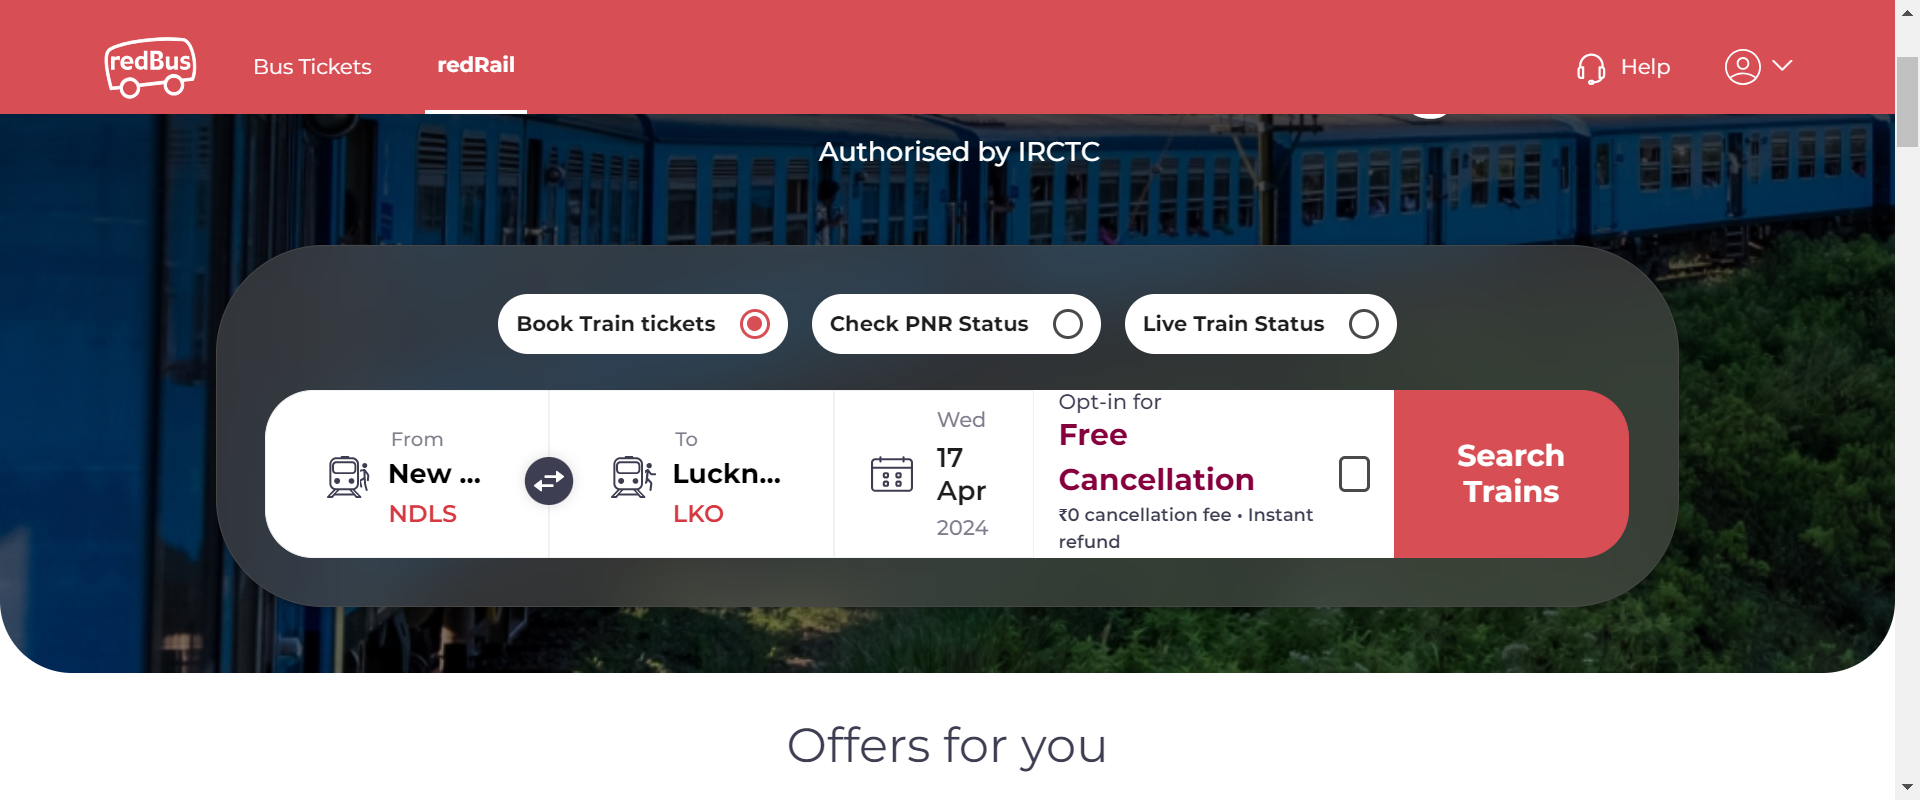 redBus
Bus Tickets
redRail
Help
Authorised by IRCTC
Book Train tickets
Check PNR Status
Live Train Status
From
New ...
NDLS
To
Luckn...
LKO
Wed
17
Apr
2024
Opt-in for
Free
Cancellation
₹0 cancellation fee • Instant
refund
Search
Trains
Offers for you